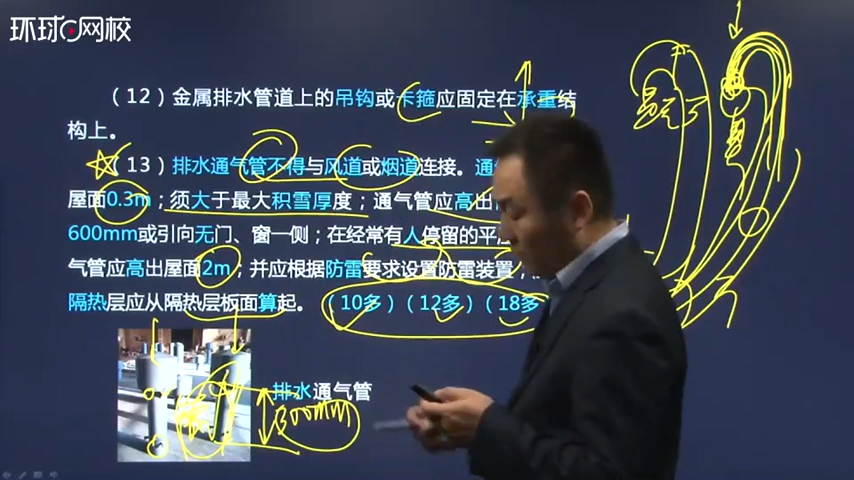 环球网校
（12）金属排水管道上的吊钩或卡箍应固定在承重结
构上。
（13）排水通气管不得与风道或烟道连接。通
屋面0.3m；须大于最大积雪厚度；通气管应高出
600mm或引向无门、窗一侧；在经常有人停留的平
气管应高出屋面2m；并应根据防雷要求设置防雷装置；
隔热层应从隔热层板面算起。（10多）（12多）（18多
排水通气管
300mm